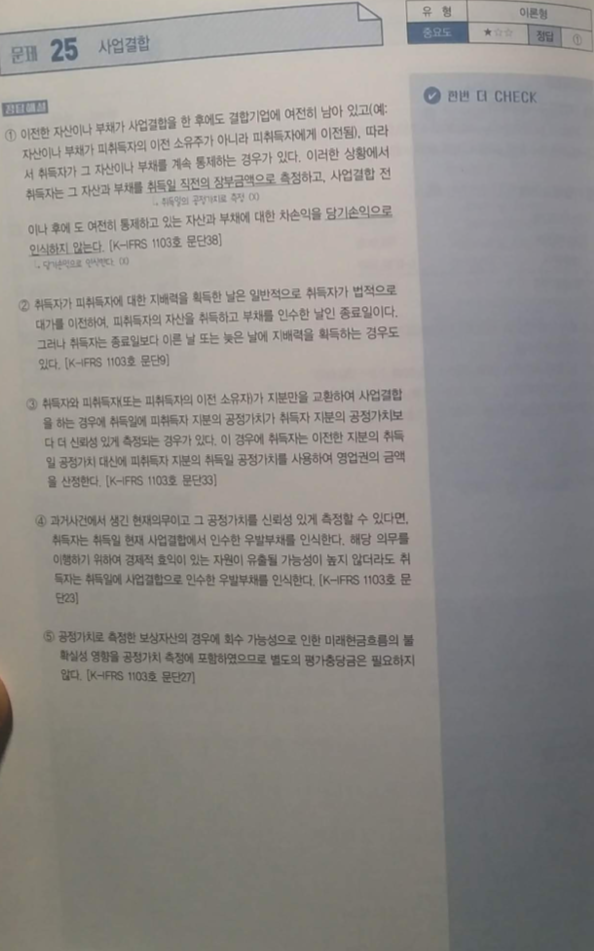 유 형 이론형
중요도 ★☆☆ 정답 ①
문제 25 사업결합
정답해설
① 이전한 자산이나 부채가 사업결합을 한 후에도 결합기업에 여전히 남아 있고(예:
자산이나 부채가 피취득자의 이전 소유주가 아니라 피취득자에게 이전됨), 따라
서 취득자가 그 자산이나 부채를 계속 통제하는 경우가 있다. 이러한 상황에서
취득자는 그 자산과 부채를 취득일 직전의 장부금액으로 측정하고, 사업결합 전
↳ 취득일의 공정가치로 측정 (X)
이나 후에 도 여전히 통제하고 있는 자산과 부채에 대한 차손익을 당기손익으로
인식하지 않는다. [K-IFRS 1103호 문단38]
↳ 당기손익으로 인식한다. (X)
② 취득자가 피취득자에 대한 지배력을 획득한 날은 일반적으로 취득자가 법적으로
대가를 이전하여, 피취득자의 자산을 취득하고 부채를 인수한 날인 종료일이다.
그러나 취득자는 종료일보다 이른 날 또는 늦은 날에 지배력을 획득하는 경우도
있다. [K-IFRS 1103호 문단9]
③ 취득자와 피취득자(또는 피취득자의 이전 소유자)가 지분만을 교환하여 사업결합
을 하는 경우에 취득일에 피취득자 지분의 공정가치가 취득자 지분의 공정가치보
다 더 신뢰성 있게 측정되는 경우가 있다. 이 경우에 취득자는 이전한 지분의 취득
일 공정가치 대신에 피취득자 지분의 취득일 공정가치를 사용하여 영업권의 금액
을 산정한다. [K-IFRS 1103호 문단33]
④ 과거사건에서 생긴 현재의무이고 그 공정가치를 신뢰성 있게 측정할 수 있다면,
취득자는 취득일 현재 사업결합에서 인수한 우발부채를 인식한다. 해당 의무를
이행하기 위하여 경제적 효익이 있는 자원이 유출될 가능성이 높지 않더라도 취
득자는 취득일에 사업결합으로 인수한 우발부채를 인식한다. [K-IFRS 1103호 문
단23]
⑤ 공정가치로 측정한 보상자산의 경우에 회수 가능성으로 인한 미래현금흐름의 불
확실성 영향을 공정가치 측정에 포함하였으므로 별도의 평가충당금은 필요하지
않다. [K-IFRS 1103호 문단27]
한번 더 CHECK